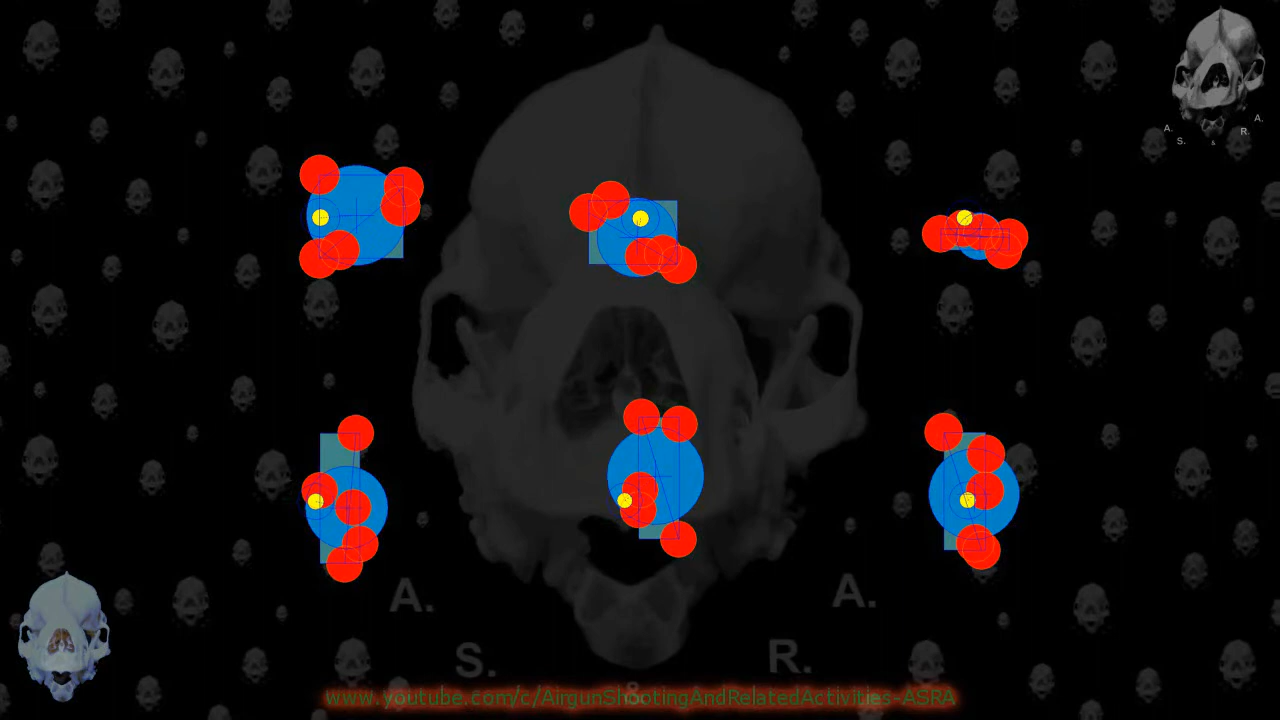 A. A.
S. R.
A. A.
S. R.
&
www.youtube.com/c/AirgunShootingAndRelatedActivities-ASRA